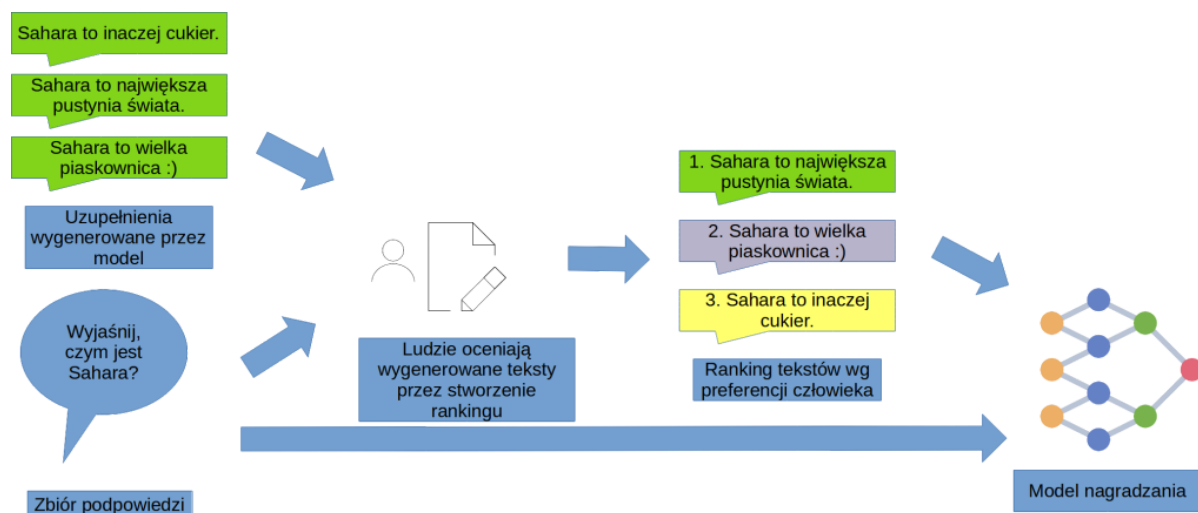 Sahara to inaczej cukier.
Sahara to największa
pustynia świata.
Sahara to wielka
piaskownica :)
Uzupełnienia
wygenerowane przez
model
Wyjaśnij,
czym jest
Sahara?
Zbiór podpowiedzi
Ludzie oceniają
wygenerowane teksty
przez stworzenie
rankingu
1. Sahara to największa
pustynia świata.
2. Sahara to wielka
piaskownica :)
3. Sahara to inaczej
cukier.
Ranking tekstów wg
preferencji człowieka
Model nagradzania